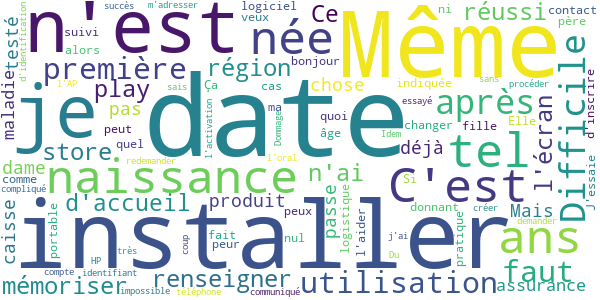 succès m'adresser logiciel Ce ni réussi contact
d'identification n'est suivi alors née veux bonjour Même père
testé maladie première l'AP région chose indiquée sans procéder
play sais Ça cas essayé après Difficile d'inscrire
je date pas peut quel l'activation Dommage ma quoi âge Idem changer fille Elle déjà tel l'écran
store dame redemander l'oral J'essaie
comme compliqué naissance n'ai Si C'est
d'accueil produit passe logistique donnant créer Mais ans
caisse portable installer peux l'aider j'ai pratique demander
fait peur nul Du faut
très coup HP
mémoriser compte identifiant renseigner utilisation assurance
impossible téléphone communiqué